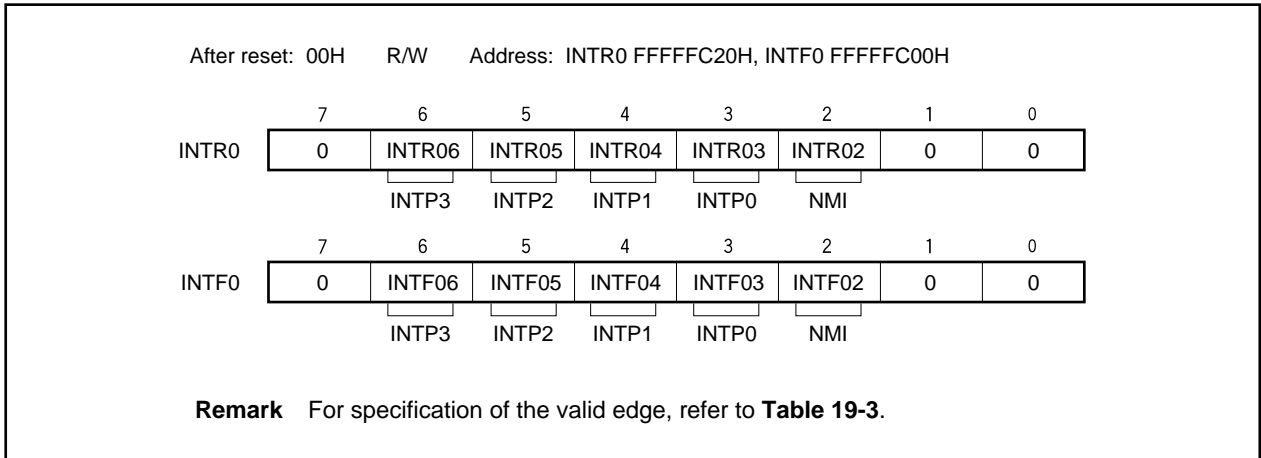 After reset: 00H R/W Address: INTR0 FFFFFC20H, INTF0 FFFFFC00H
7 6 5 4 3 2 1 0
INTR0 0 INTR06 INTR05 INTR04 INTR03 INTR02 0 0
INTP3 INTP2 INTP1 INTP0 NMI
7 6 5 4 3 2 1 0
INTF0 0 INTF06 INTF05 INTF04 INTF03 INTF02 0 0
INTP3 INTP2 INTP1 INTP0 NMI
Remark For specification of the valid edge, refer to Table 19-3.